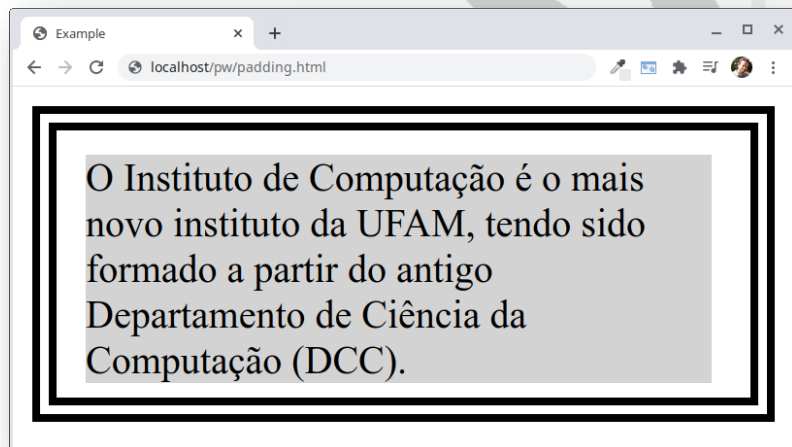 Example
localhost/pw/padding.html
O Instituto de Computação é o mais
novo instituto da UFAM, tendo sido
formado a partir do antigo
Departamento de Ciência da
Computação (DCC).